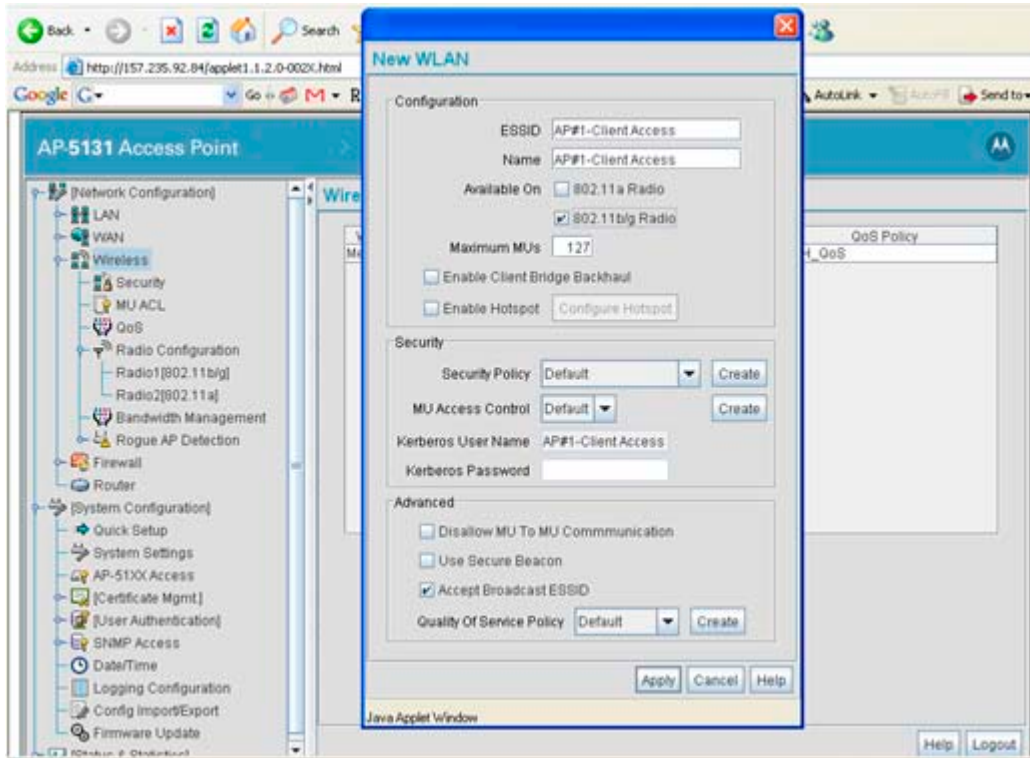 Back
Search
Address http://157.235.92.84/applet1.1.2.0-002X.html
Google G
Go
R
AutoLink
AutoFill
Send to
AP-5131 Access Point
[Network Configuration]
LAN
WAN
Wireless
Security
MU ACL
QoS
Radio Configuration
Radio1[802.11b/g]
Radio2[802.11a]
Bandwidth Management
Rogue AP Detection
Firewall
Router
[System Configuration]
Quick Setup
System Settings
AP-51XX Access
[Certificate Mgmt.]
[User Authentication]
SNMP Access
Date/Time
Logging Configuration
Config Import/Export
Firmware Update
[Status & Statistics]
Wire
QoS Policy
New WLAN
Configuration
ESSID AP#1-Client Access
Name AP#1-Client Access
Available On 802.11a Radio
802.11b/g Radio
Maximum MUs 127
Enable Client Bridge Backhaul
Enable Hotspot Configure Hotspot
Security
Security Policy Default Create
MU Access Control Default Create
Kerberos User Name AP#1-Client Access
Kerberos Password
Advanced
Disallow MU To MU Commmunication
Use Secure Beacon
Accept Broadcast ESSID
Quality Of Service Policy Default Create
Apply Cancel Help
Java Applet Window
Help Logout